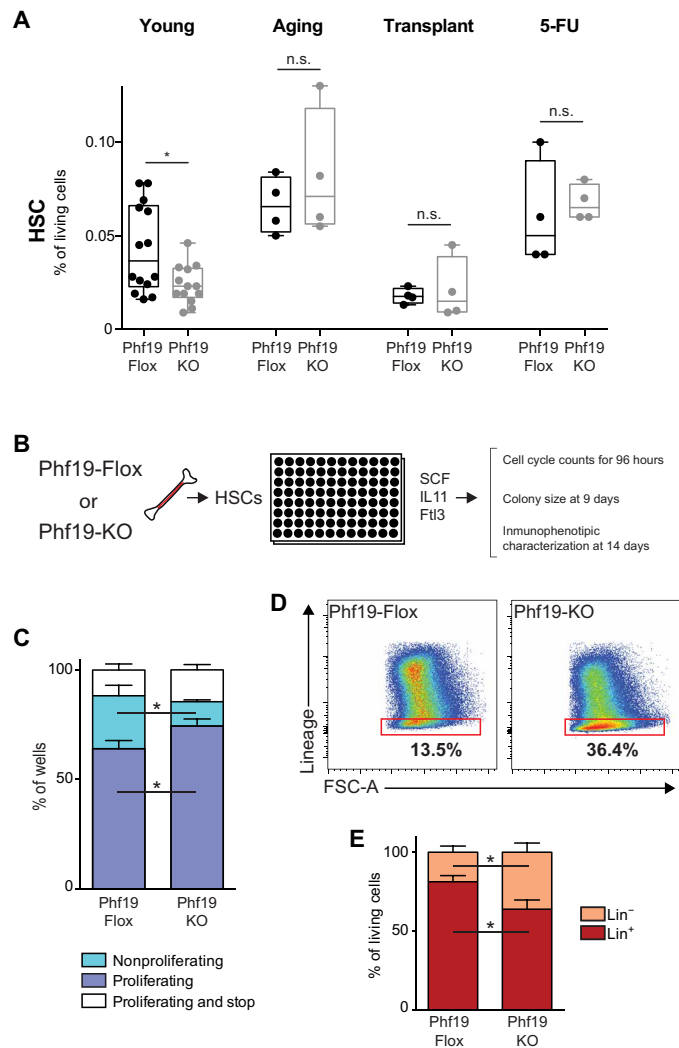 A
Young Aging Transplant 5-FU
n.s.
n.s.
n.s.
*
0.10
0.05
0
HSC
% of living cells
Phf19 Phf19 Phf19 Phf19 Phf19 Phf19 Phf19 Phf19
Flox KO Flox KO Flox KO Flox KO
B
Phf19-Flox
or
Phf19-KO
HSCs
SCF
IL11
Ftl3
Cell cycle counts for 96 hours
Colony size at 9 days
Inmunophenotipic
characterization at 14 days
C
100
50
0
% of wells
*
*
Phf19 Phf19
Flox KO
Nonproliferating
Proliferating
Proliferating and stop
D
Phf19-Flox Phf19-KO
Lineage
13.5% 36.4%
FSC-A
E
100
50
0
% of living cells
*
*
Phf19 Phf19
Flox KO
Lin⁻
Lin⁺